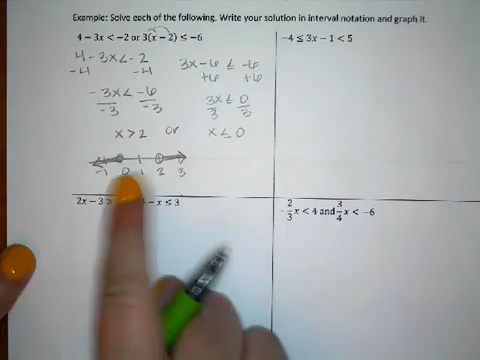 Example: Solve each of the following. Write your solution in interval notation and graph it.
4 − 3x < −2 or 3(x − 2) ≤ −6
4 − 3x < −2
−4 −4
−3x < −6
−3 −3
x > 2 or x ≤ 0
3x − 6 ≤ −6
+6 +6
3x ≤ 0
3 3
−1 0 1 2 3
−4 ≤ 3x − 1 < 5
2x − 3 > − x ≤ 3
−2/3 x < 4 and 3/4 x < −6